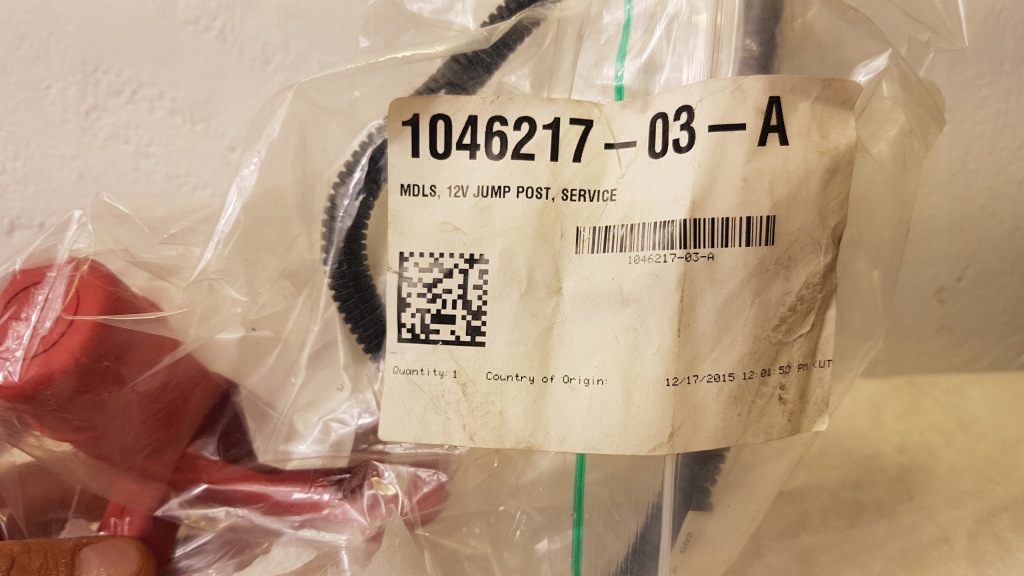 1046217-03-A
MDLS, 12V JUMP POST, SERVICE
1046217-03-A
Quantity: 1 Country of Origin: 12/17/2015 12:01:50 PM (UT